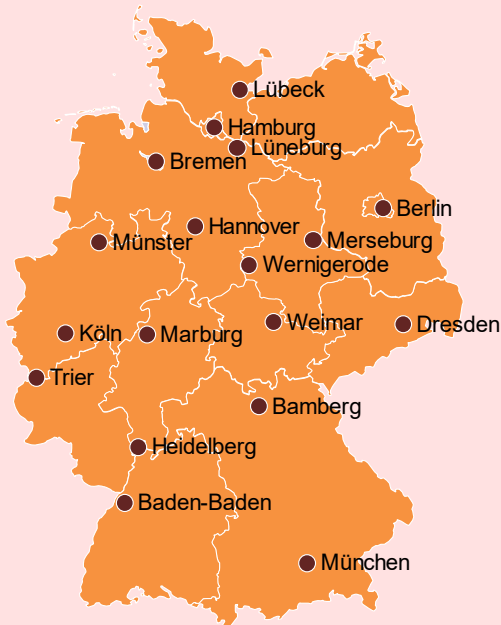 Lübeck
Hamburg
Lüneburg
Bremen
Berlin
Hannover
Merseburg
Münster
Wernigerode
Weimar
Dresden
Köln
Marburg
Trier
Bamberg
Heidelberg
Baden-Baden
München